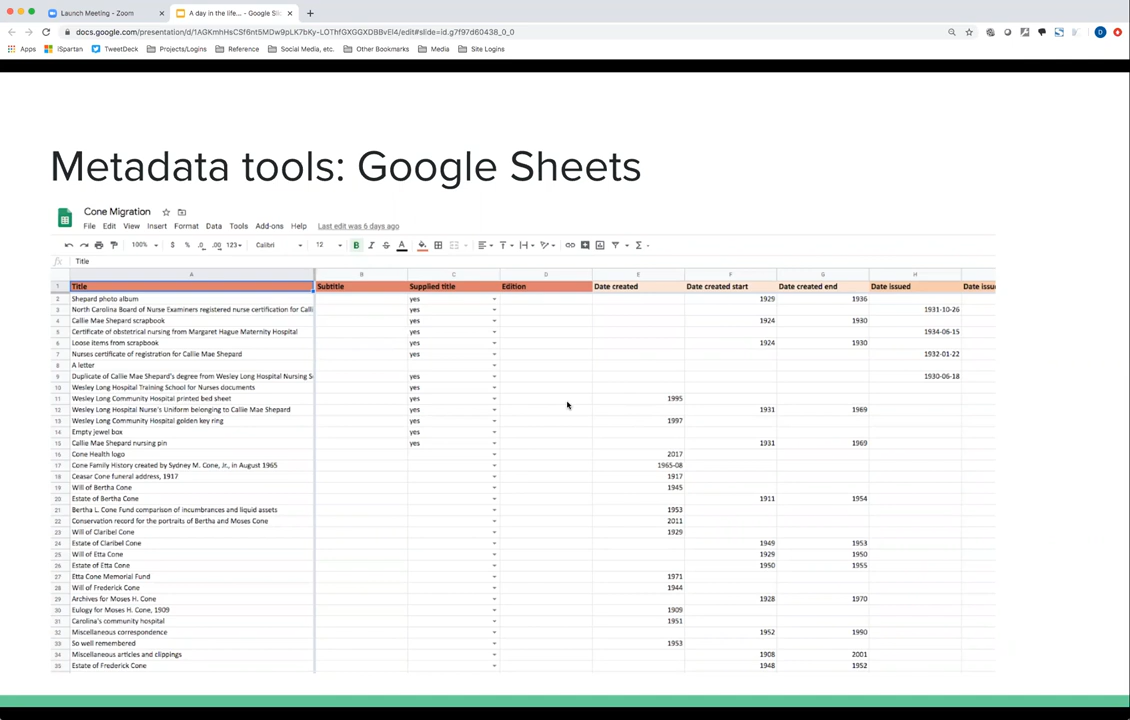 Launch Meeting - Zoom
A day in the life... - Google Sli
docs.google.com/presentation/d/1AGKmhHsCSf6nt5MDw9pLK7bKy-LOThfGXGGXDBBvEl4/edit#slide=id.g7f97d60438_0_0
Apps iSpartan TweetDeck Projects/Logins Reference Social Media, etc. Other Bookmarks Media Site Logins
Metadata tools: Google Sheets
Cone Migration
File Edit View Insert Format Data Tools Add-ons Help Last edit was 6 days ago
100% $ % .0 .00 123 Calibri 12 B I S A
fx Title
A B C D E F G H
1 Title Subtitle Supplied title Edition Date created Date created start Date created end Date issued Date issu
2 Shepard photo album yes 1929 1936
3 North Carolina Board of Nurse Examiners registered nurse certification for Calli yes 1931-10-26
4 Callie Mae Shepard scrapbook yes 1924 1930
5 Certificate of obstetrical nursing from Margaret Hague Maternity Hospital yes 1934-06-15
6 Loose items from scrapbook yes 1924 1930
7 Nurses certificate of registration for Callie Mae Shepard yes 1932-01-22
8 A letter
9 Duplicate of Callie Mae Shepard's degree from Wesley Long Hospital Nursing S yes 1930-06-18
10 Wesley Long Hospital Training School for Nurses documents yes
11 Wesley Long Community Hospital printed bed sheet yes 1995
12 Wesley Long Hospital Nurse's Uniform belonging to Callie Mae Shepard yes 1931 1969
13 Wesley Long Community Hospital golden key ring yes 1997
14 Empty jewel box yes
15 Callie Mae Shepard nursing pin yes 1931 1969
16 Cone Health logo 2017
17 Cone Family History created by Sydney M. Cone, Jr., in August 1965 1965-08
18 Ceasar Cone funeral address, 1917 1917
19 Will of Bertha Cone 1945
20 Estate of Bertha Cone 1911 1954
21 Bertha L. Cone Fund comparison of incumbrances and liquid assets 1953
22 Conservation record for the portraits of Bertha and Moses Cone 2011
23 Will of Claribel Cone 1929
24 Estate of Claribel Cone 1949 1953
25 Will of Etta Cone 1929 1950
26 Estate of Etta Cone 1950 1955
27 Etta Cone Memorial Fund 1971
28 Will of Frederick Cone 1944
29 Archives for Moses H. Cone 1928 1970
30 Eulogy for Moses H. Cone, 1909 1909
31 Carolina's community hospital 1951
32 Miscellaneous correspondence 1952 1990
33 So well remembered 1953
34 Miscellaneous articles and clippings 1908 2001
35 Estate of Frederick Cone 1948 1952